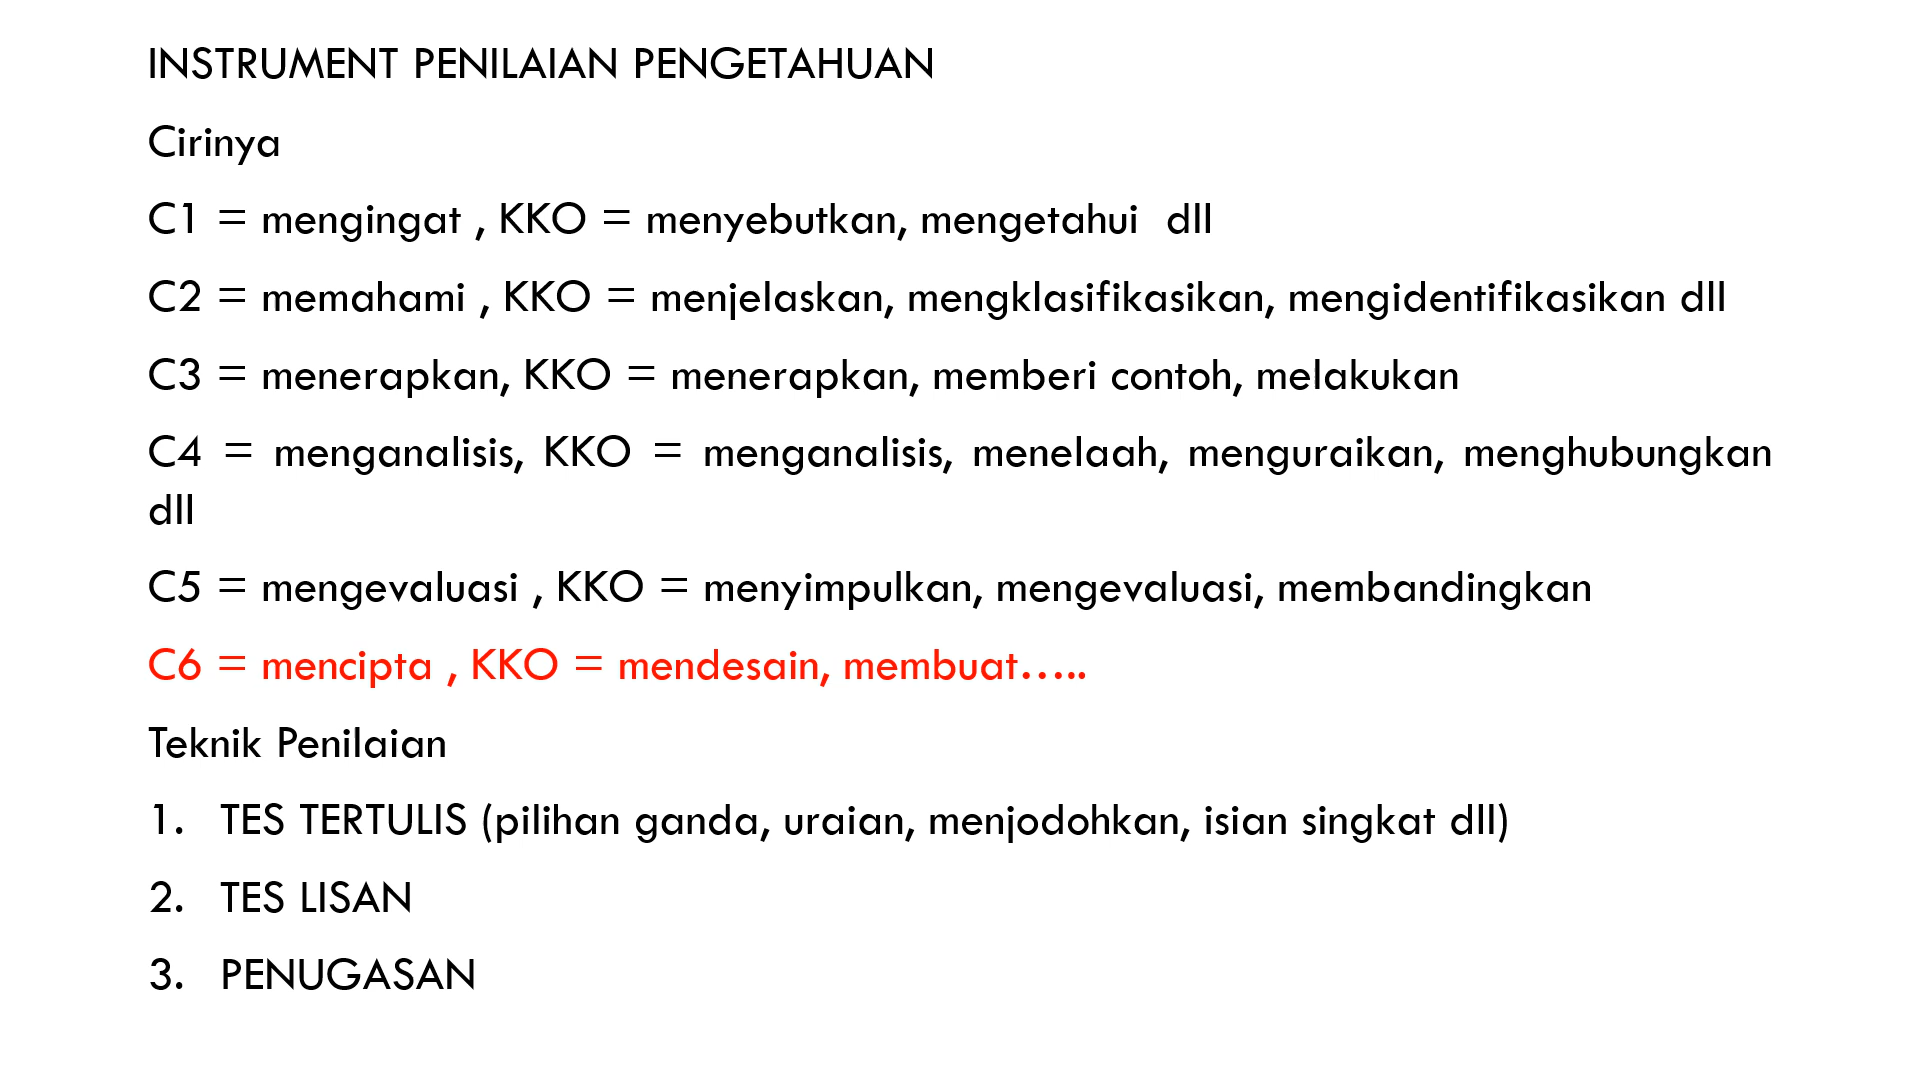 INSTRUMENT PENILAIAN PENGETAHUAN
Cirinya
C1 = mengingat , KKO = menyebutkan, mengetahui  dll
C2 = memahami , KKO = menjelaskan, mengklasifikasikan, mengidentifikasikan dll
C3 = menerapkan, KKO = menerapkan, memberi contoh, melakukan
C4 = menganalisis, KKO = menganalisis, menelaah, menguraikan, menghubungkan
dll
C5 = mengevaluasi , KKO = menyimpulkan, mengevaluasi, membandingkan
C6 = mencipta , KKO = mendesain, membuat…..
Teknik Penilaian
1. TES TERTULIS (pilihan ganda, uraian, menjodohkan, isian singkat dll)
2. TES LISAN
3. PENUGASAN